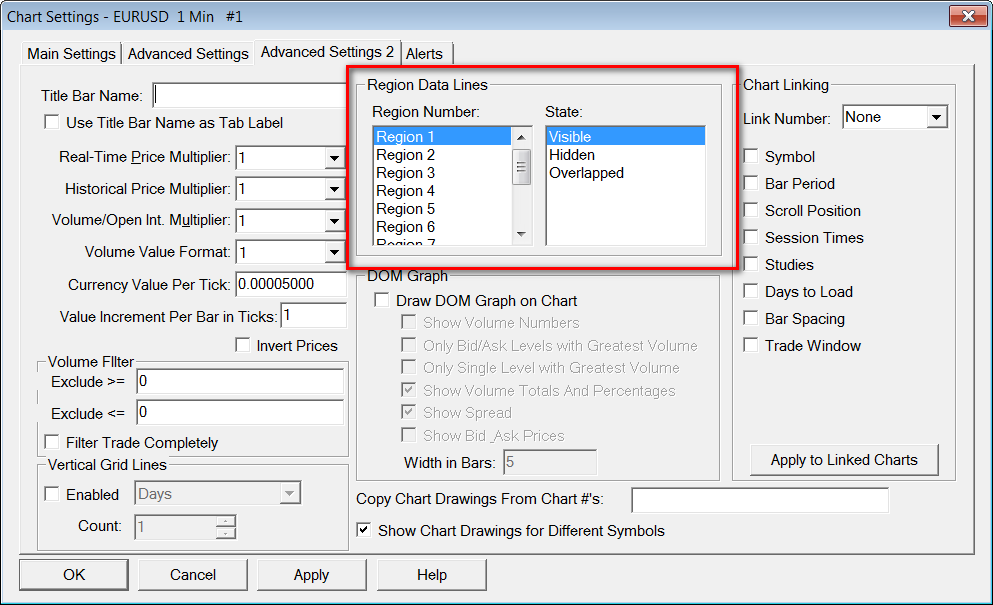 Chart Settings - EURUSD  1 Min   #1
Main Settings
Advanced Settings
Advanced Settings 2
Alerts
Title Bar Name:
Use Title Bar Name as Tab Label
Real-Time Price Multiplier: 1
Historical Price Multiplier: 1
Volume/Open Int. Multiplier: 1
Volume Value Format: 1
Currency Value Per Tick: 0.00005000
Value Increment Per Bar in Ticks: 1
Invert Prices
Volume FIlter
Exclude >= 0
Exclude <= 0
Filter Trade Completely
Vertical Grid Lines
Enabled Days
Count: 1
Region Data Lines
Region Number:
Region 1
Region 2
Region 3
Region 4
Region 5
Region 6
Region 7
State:
Visible
Hidden
Overlapped
DOM Graph
Draw DOM Graph on Chart
Show Volume Numbers
Only Bid/Ask Levels with Greatest Volume
Only Single Level with Greatest Volume
Show Volume Totals And Percentages
Show Spread
Show Bid_Ask Prices
Width in Bars: 5
Chart Linking
Link Number: None
Symbol
Bar Period
Scroll Position
Session Times
Studies
Days to Load
Bar Spacing
Trade Window
Apply to Linked Charts
Copy Chart Drawings From Chart #'s:
Show Chart Drawings for Different Symbols
OK
Cancel
Apply
Help